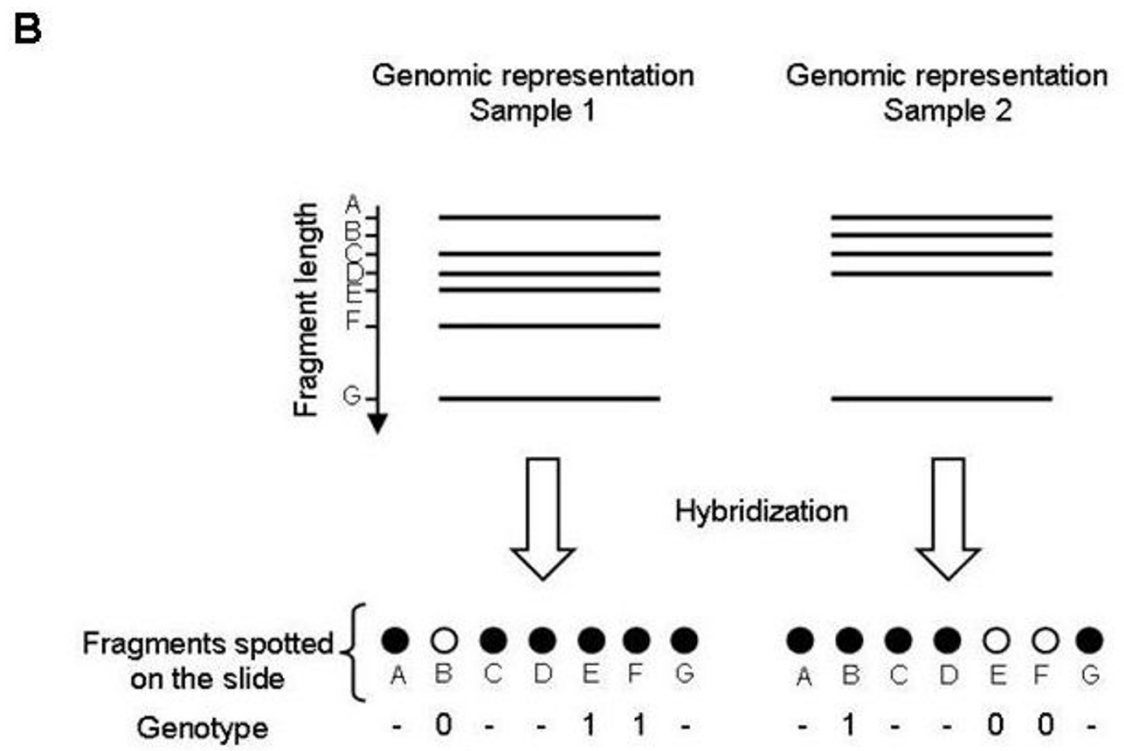 B
Genomic representation
Sample 1
Genomic representation
Sample 2
Fragment length
A
B
C
D
E
F
G
Hybridization
Fragments spotted
on the slide
A B C D E F G
A B C D E F G
Genotype
- 0 - - 1 1 -
- 1 - - 0 0 -